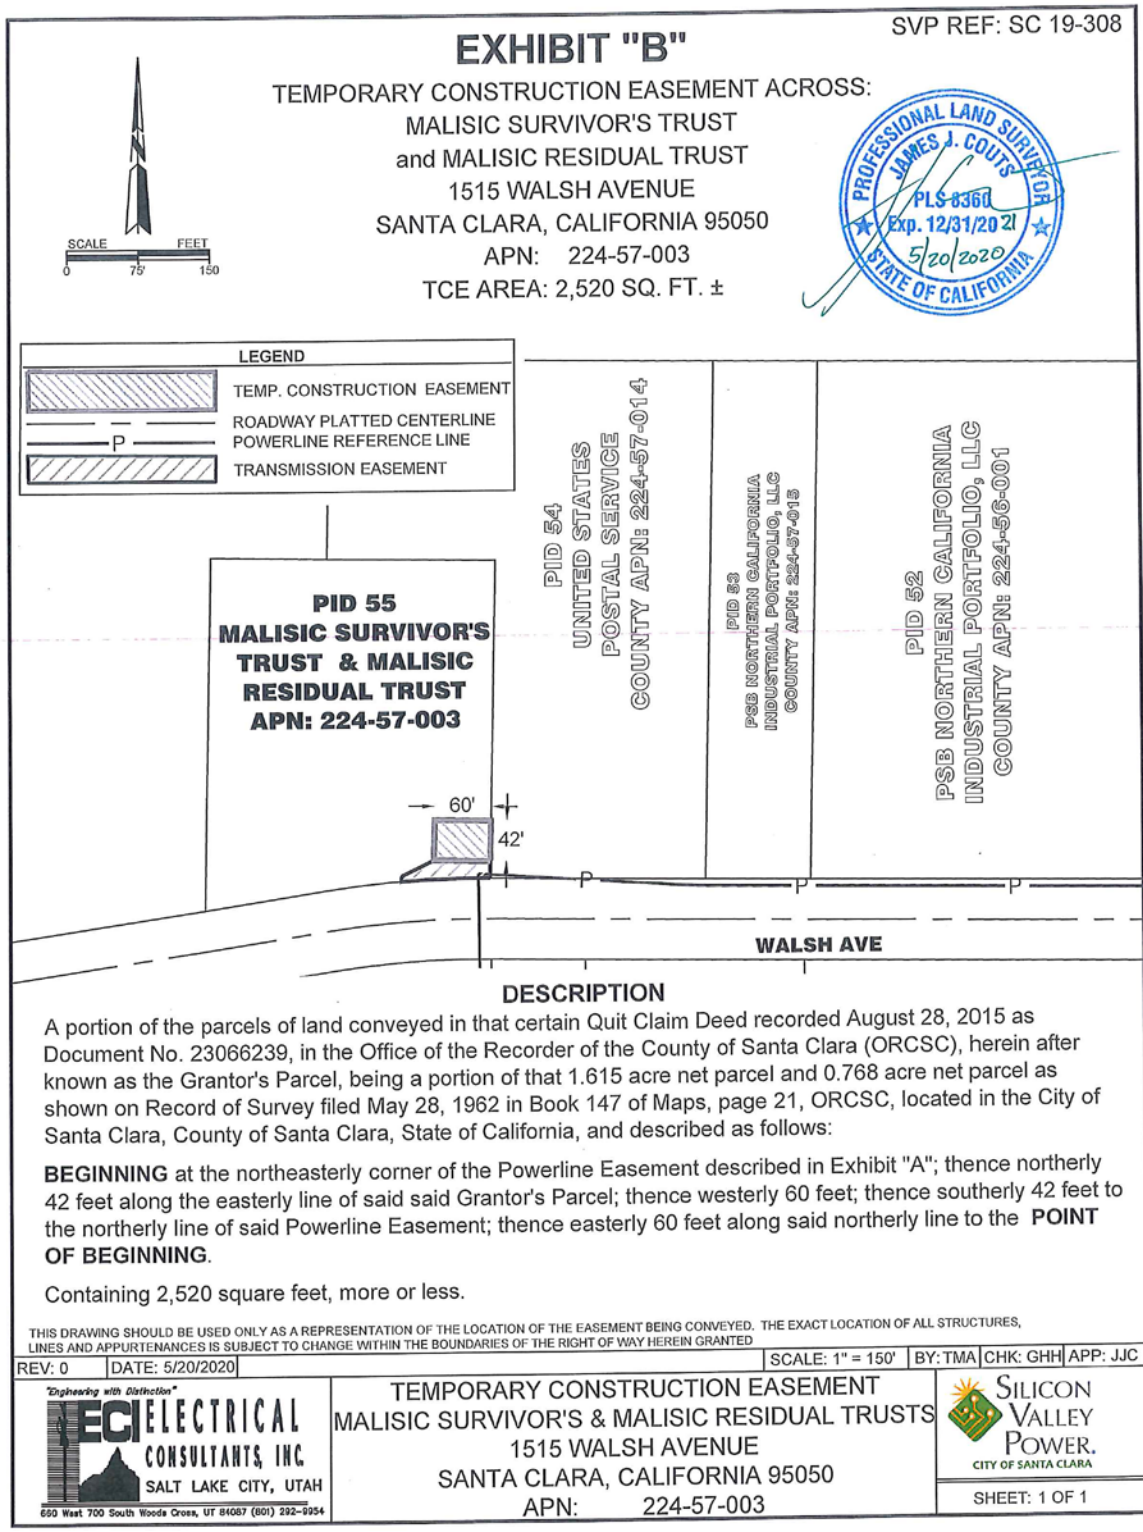 SVP REF: SC 19-308
EXHIBIT "B"
TEMPORARY CONSTRUCTION EASEMENT ACROSS:
MALISIC SURVIVOR'S TRUST
and MALISIC RESIDUAL TRUST
1515 WALSH AVENUE
SANTA CLARA, CALIFORNIA 95050
APN: 224-57-003
TCE AREA: 2,520 SQ. FT. ±
N
SCALE FEET
0 75' 150
PROFESSIONAL LAND SURVEYOR
JAMES J. COUTS
PLS 8360
Exp. 12/31/2021
5/20/2020
STATE OF CALIFORNIA
LEGEND
TEMP. CONSTRUCTION EASEMENT
ROADWAY PLATTED CENTERLINE
P POWERLINE REFERENCE LINE
TRANSMISSION EASEMENT
PID 55
MALISIC SURVIVOR'S
TRUST & MALISIC
RESIDUAL TRUST
APN: 224-57-003
PID 54
UNITED STATES
POSTAL SERVICE
COUNTY APN: 224-57-014
PID 53
PSB NORTHERN CALIFORNIA
INDUSTRIAL PORTFOLIO, LLC
COUNTY APN: 224-57-015
PID 52
PSB NORTHERN CALIFORNIA
INDUSTRIAL PORTFOLIO, LLC
COUNTY APN: 224-56-001
60'
42'
P P P
WALSH AVE
DESCRIPTION
A portion of the parcels of land conveyed in that certain Quit Claim Deed recorded August 28, 2015 as
Document No. 23066239, in the Office of the Recorder of the County of Santa Clara (ORCSC), herein after
known as the Grantor's Parcel, being a portion of that 1.615 acre net parcel and 0.768 acre net parcel as
shown on Record of Survey filed May 28, 1962 in Book 147 of Maps, page 21, ORCSC, located in the City of
Santa Clara, County of Santa Clara, State of California, and described as follows:
BEGINNING at the northeasterly corner of the Powerline Easement described in Exhibit "A"; thence northerly
42 feet along the easterly line of said said Grantor's Parcel; thence westerly 60 feet; thence southerly 42 feet to
the northerly line of said Powerline Easement; thence easterly 60 feet along said northerly line to the POINT
OF BEGINNING.
Containing 2,520 square feet, more or less.
THIS DRAWING SHOULD BE USED ONLY AS A REPRESENTATION OF THE LOCATION OF THE EASEMENT BEING CONVEYED. THE EXACT LOCATION OF ALL STRUCTURES,
LINES AND APPURTENANCES IS SUBJECT TO CHANGE WITHIN THE BOUNDARIES OF THE RIGHT OF WAY HEREIN GRANTED
REV: 0 DATE: 5/20/2020 SCALE: 1" = 150' BY: TMA CHK: GHH APP: JJC
"Engineering with Distinction"
ECI ELECTRICAL
CONSULTANTS, INC.
SALT LAKE CITY, UTAH
660 West 700 South Woods Cross, UT 84087 (801) 292-9954
TEMPORARY CONSTRUCTION EASEMENT
MALISIC SURVIVOR'S & MALISIC RESIDUAL TRUSTS
1515 WALSH AVENUE
SANTA CLARA, CALIFORNIA 95050
APN: 224-57-003
SILICON
VALLEY
POWER.
CITY OF SANTA CLARA
SHEET: 1 OF 1